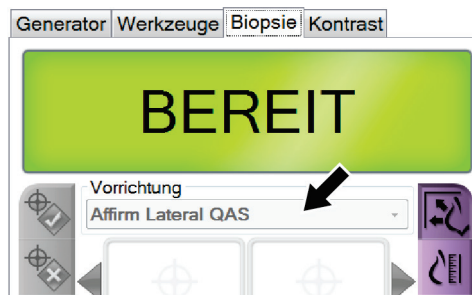 Generator Werkzeuge Biopsie Kontrast
BEREIT
Vorrichtung
Affirm Lateral QAS